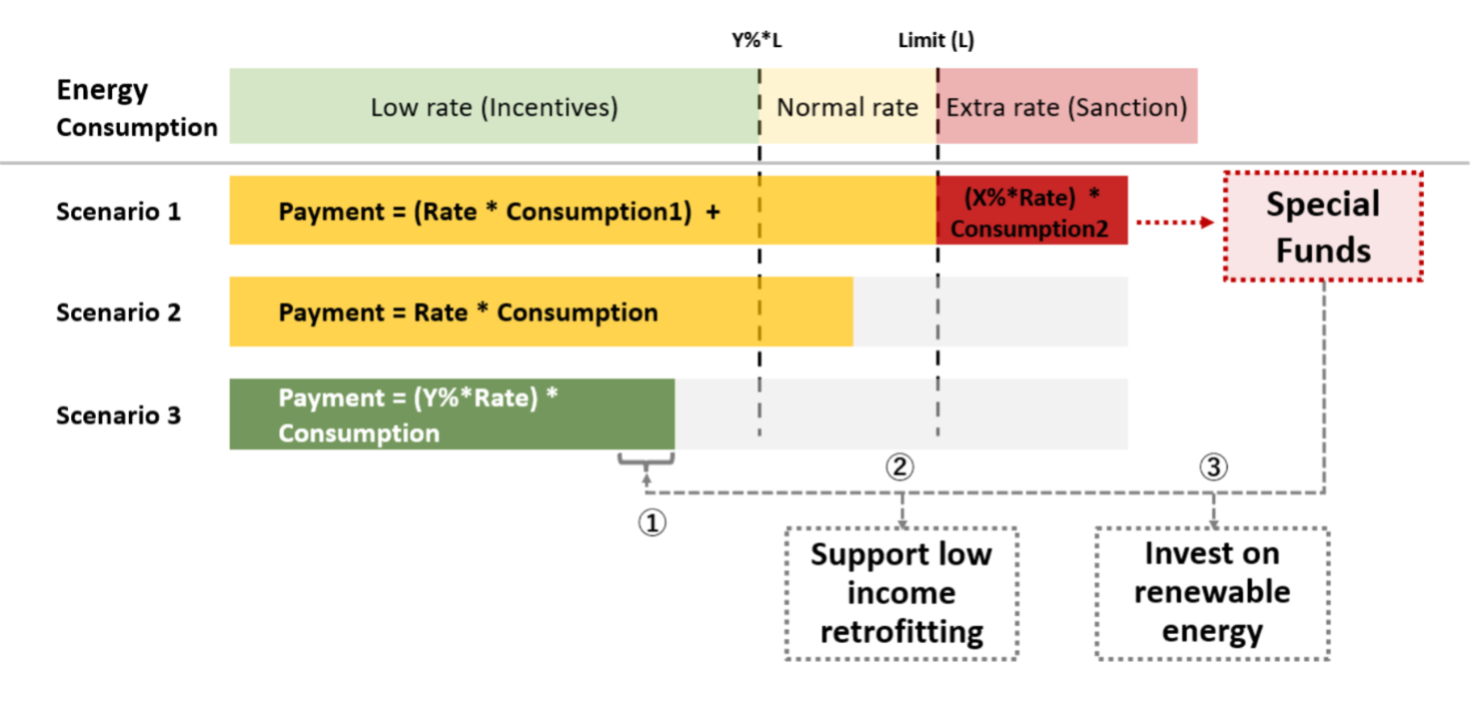 Y%*L
Limit (L)
Energy
Consumption
Low rate (Incentives)
Normal rate
Extra rate (Sanction)
Scenario 1
Payment = (Rate * Consumption1) +
(X%*Rate) *
Consumption2
Special
Funds
Scenario 2
Payment = Rate * Consumption
Scenario 3
Payment = (Y%*Rate) *
Consumption
①
②
③
Support low
income
retrofitting
Invest on
renewable
energy